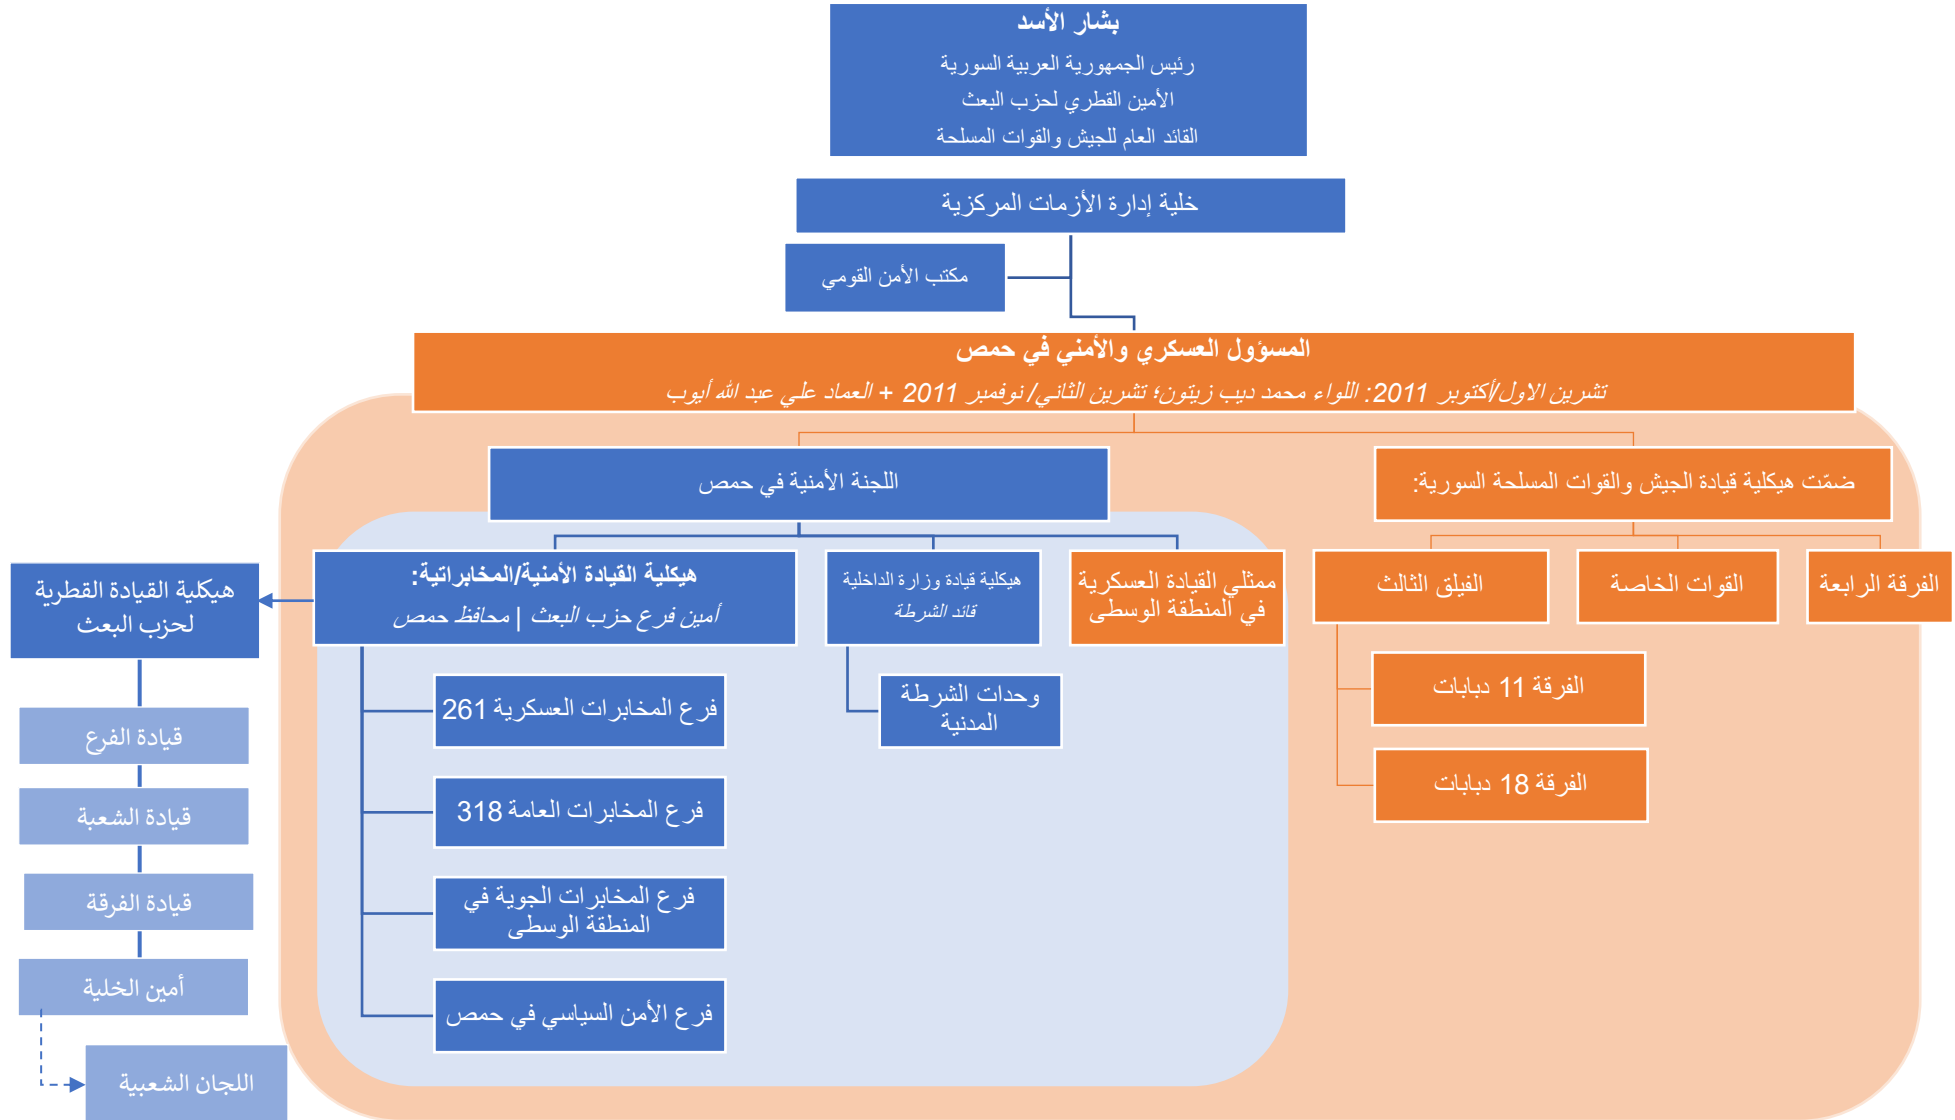 بشار الأسد
رئيس الجمهورية العربية السورية
الأمين القطري لحزب البعث
القائد العام للجيش والقوات المسلحة
خلية إدارة الأزمات المركزية
مكتب الأمن القومي
المسؤول العسكري والأمني في حمص
تشرين الاول/أكتوبر 2011: اللواء محمد ديب زيتون؛ تشرين الثاني/ نوفمبر 2011 + العماد علي عبد الله أيوب
ضمّت هيكلية قيادة الجيش والقوات المسلحة السورية:
اللجنة الأمنية في حمص
الفرقة الرابعة
القوات الخاصة
الفيلق الثالث
الفرقة 11 دبابات
الفرقة 18 دبابات
ممثلي القيادة العسكرية
في المنطقة الوسطى
هيكلية قيادة وزارة الداخلية
قائد الشرطة
وحدات الشرطة
المدنية
هيكلية القيادة الأمنية/المخابراتية:
أمين فرع حزب البعث | محافظ حمص
فرع المخابرات العسكرية 261
فرع المخابرات العامة 318
فرع المخابرات الجوية في
المنطقة الوسطى
فرع الأمن السياسي في حمص
هيكلية القيادة القطرية
لحزب البعث
قيادة الفرع
قيادة الشعبة
قيادة الفرقة
أمين الخلية
اللجان الشعبية